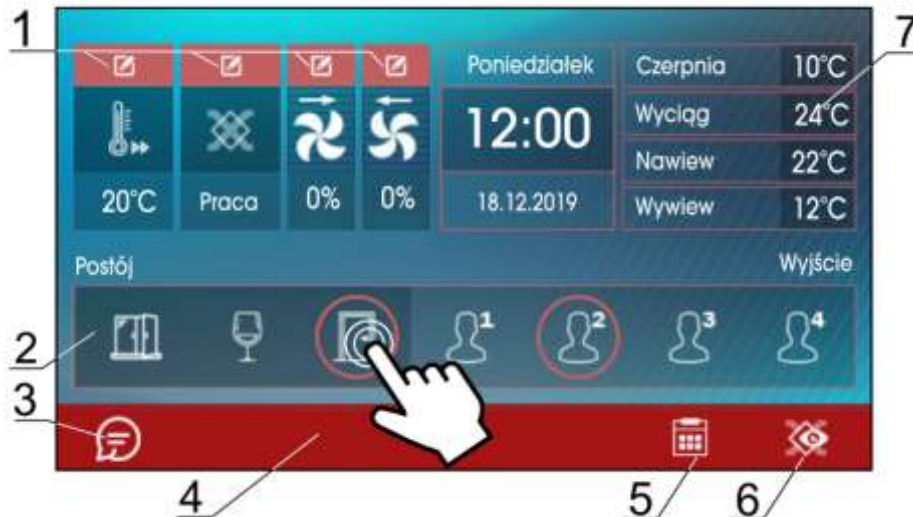 1
7
Poniedziałek
Czerpnia 10°C
12:00
Wyciąg 24°C
Nawiew 22°C
20°C Praca 0% 0%
18.12.2019
Wywiew 12°C
Postój
Wyjście
1 2 3 4
2
3
4
5
6